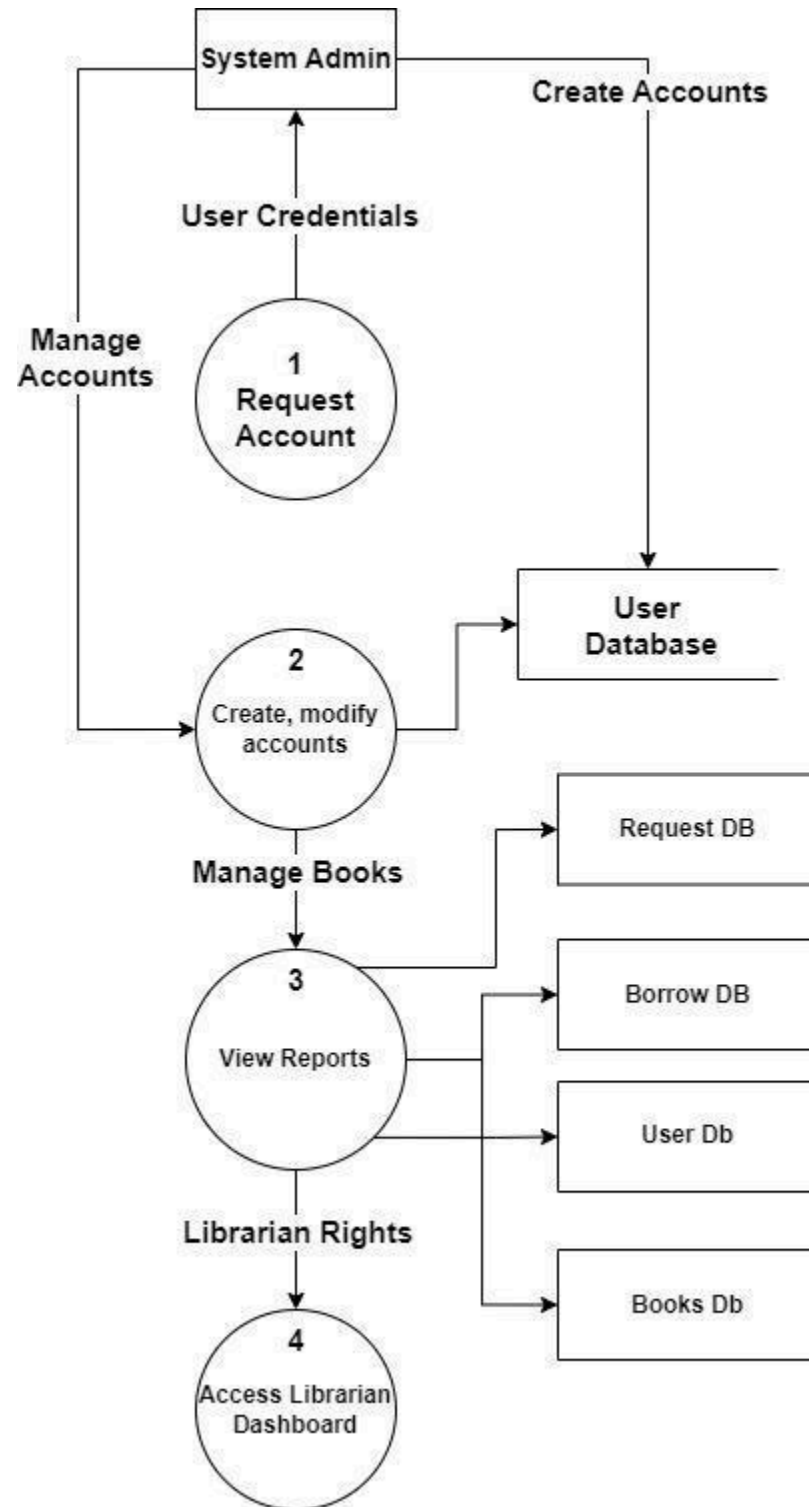 System Admin
Create Accounts
User Credentials
Manage
Accounts
1
Request
Account
User
Database
2
Create, modify
accounts
Request DB
Manage Books
3
View Reports
Borrow DB
User Db
Librarian Rights
Books Db
4
Access Librarian
Dashboard